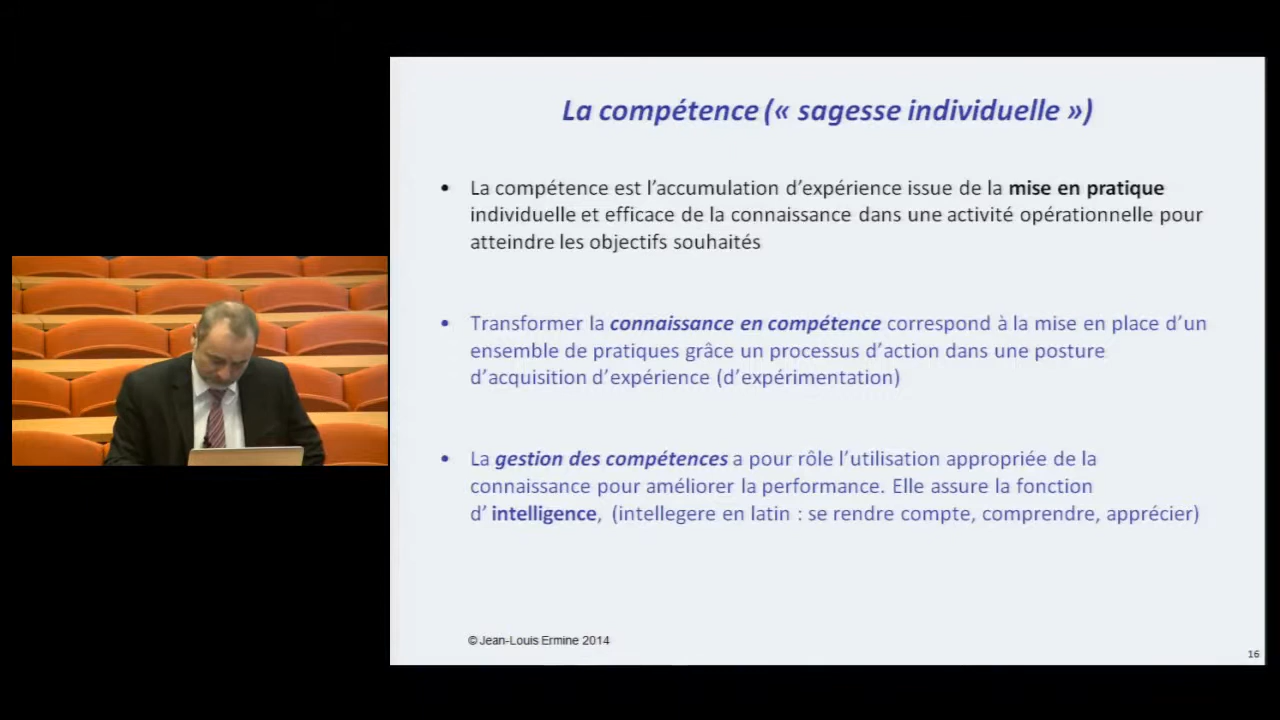 La compétence (« sagesse individuelle »)
• La compétence est l’accumulation d’expérience issue de la mise en pratique
individuelle et efficace de la connaissance dans une activité opérationnelle pour
atteindre les objectifs souhaités
• Transformer la connaissance en compétence correspond à la mise en place d’un
ensemble de pratiques grâce un processus d’action dans une posture
d’acquisition d’expérience (d’expérimentation)
• La gestion des compétences a pour rôle l’utilisation appropriée de la
connaissance pour améliorer la performance. Elle assure la fonction
d’ intelligence, (intellegere en latin : se rendre compte, comprendre, apprécier)
© Jean-Louis Ermine 2014
16